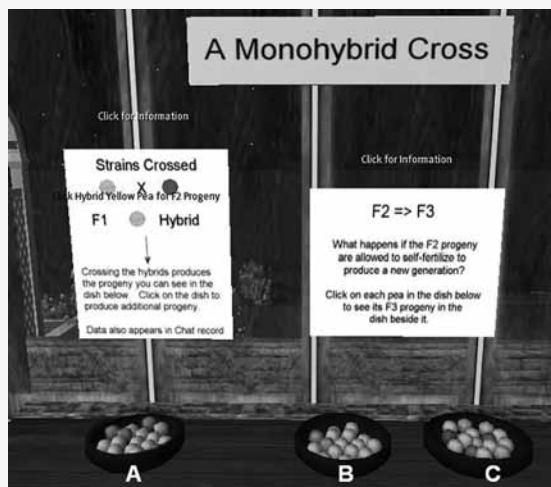 A Monohybrid Cross
Click for Information
Strains Crossed
X
Click Hybrid Yellow Pea for F2 Progeny
F1 Hybrid
Crossing the hybrids produces
the progeny you can see in the
dish below. Click on the dish to
produce additional progeny.
Data also appears in Chat record
Click for Information
F2 => F3
What happens if the F2 progeny
are allowed to self-fertilize to
produce a new generation?
Click on each pea in the dish below
to see its F3 progeny in the
dish beside it.
A
B
C